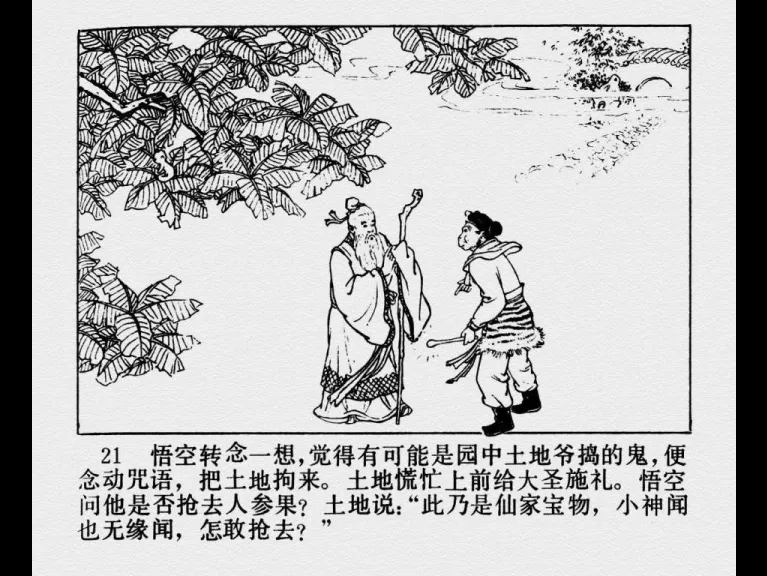 21 悟空转念一想，觉得有可能是园中土地爷捣的鬼，便
念动咒语，把土地拘来。土地慌忙上前给大圣施礼。悟空
问他是否抢去人参果？土地说：“此乃是仙家宝物，小神闻
也无缘闻，怎敢抢去？”